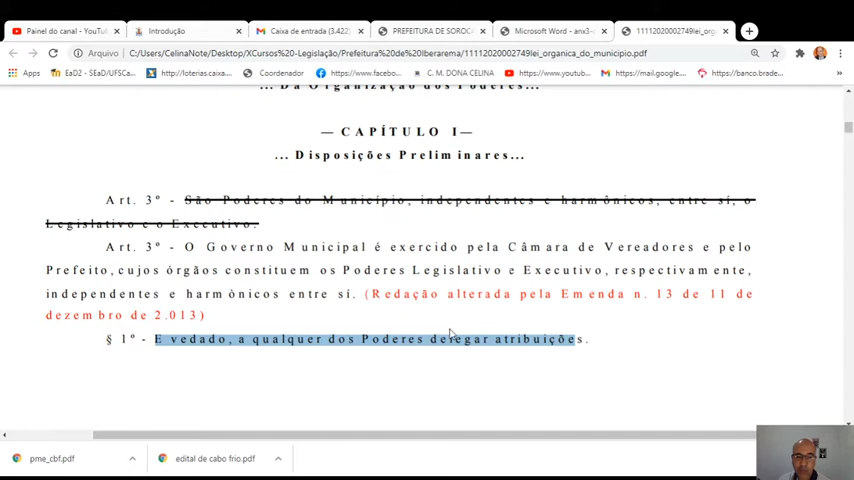 Painel do canal - YouT
Introdução
Caixa de entrada (3.422)
PREFEITURA DE SOROC
Microsoft Word - anx3-
11112020002749lei_orga
Arquivo | C:/Users/CelinaNote/Desktop/XCursos%20-Legislação/Prefeitura%20de%20Iberarema/11112020002749lei_organica_do_municipio.pdf
Apps
EaD2 - SEaD/UFSCa...
http://loterias.caixa...
Coordenador
https://www.facebo...
C. M. DONA CELINA
https://www.youtub...
https://mail.google....
https://banco.brade...
... Da Organização dos Poderes...
— CAPÍTULO I—
... Disposições Preliminares...
Art. 3º - São Poderes do Município, independentes e harmônicos, entre sí, o
Legislativo e o Executivo.
Art. 3º - O Governo Municipal é exercido pela Câmara de Vereadores e pelo
Prefeito, cujos órgãos constituem os Poderes Legislativo e Executivo, respectivamente,
independentes e harmônicos entre sí. (Redação alterada pela Emenda n. 13 de 11 de
dezembro de 2.013)
§ 1º - E vedado, a qualquer dos Poderes delegar atribuições.
pme_cbf.pdf
edital de cabo frio.pdf